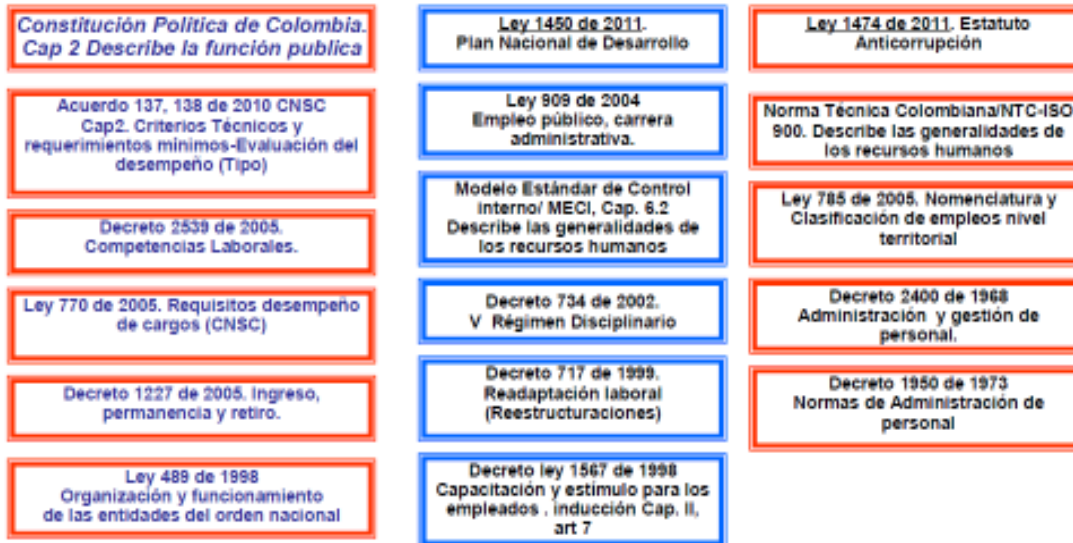 Constitución Política de Colombia.
Cap 2 Describe la función publica
Acuerdo 137, 138 de 2010 CNSC
Cap2. Criterios Técnicos y
requerimientos mínimos-Evaluación del
desempeño (Tipo)
Decreto 2539 de 2005.
Competencias Laborales.
Ley 770 de 2005. Requisitos desempeño
de cargos (CNSC)
Decreto 1227 de 2005. Ingreso,
permanencia y retiro.
Ley 489 de 1998
Organización y funcionamiento
de las entidades del orden nacional
Ley 1450 de 2011.
Plan Nacional de Desarrollo
Ley 909 de 2004
Empleo público, carrera
administrativa.
Modelo Estándar de Control
interno/ MECI, Cap. 6.2
Describe las generalidades de
los recursos humanos
Decreto 734 de 2002.
V Régimen Disciplinario
Decreto 717 de 1999.
Readaptación laboral
(Reestructuraciones)
Decreto ley 1567 de 1998
Capacitación y estímulo para los
empleados , inducción Cap. II,
art 7
Ley 1474 de 2011. Estatuto
Anticorrupción
Norma Técnica Colombiana/NTC-ISO
900. Describe las generalidades de
los recursos humanos
Ley 785 de 2005. Nomenclatura y
Clasificación de empleos nivel
territorial
Decreto 2400 de 1968
Administración y gestión de
personal.
Decreto 1950 de 1973
Normas de Administración de
personal